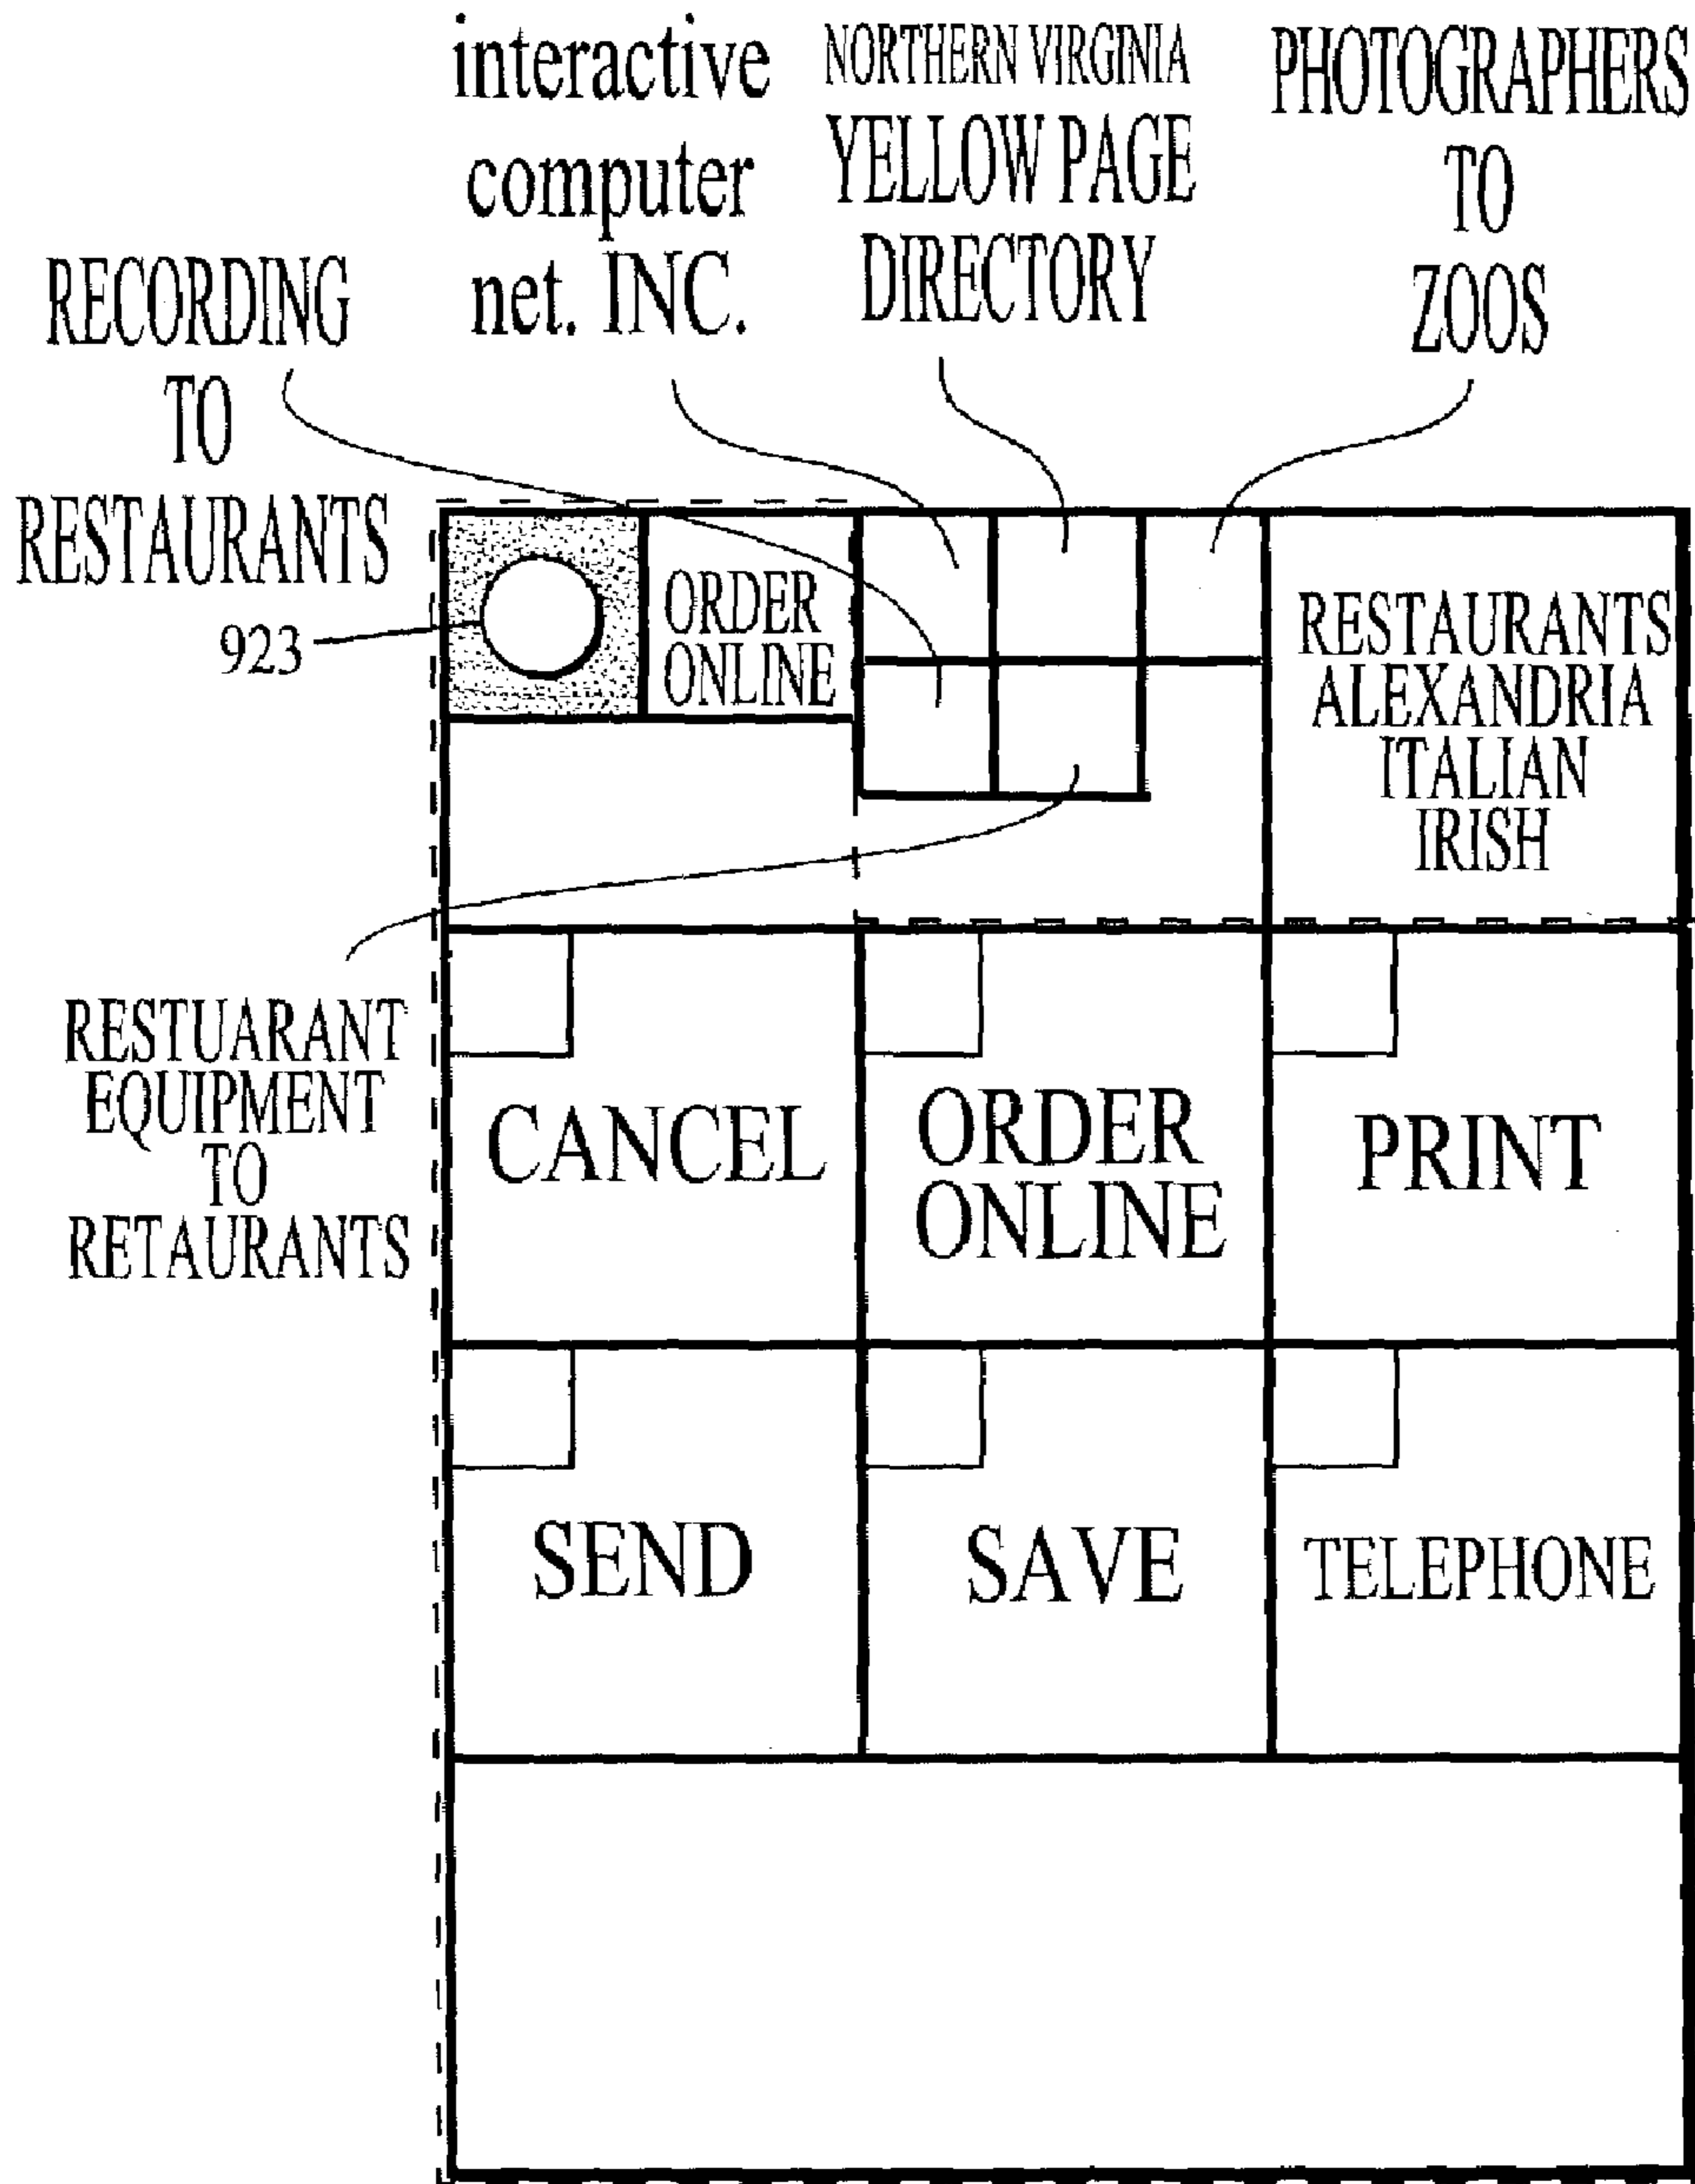 interactive
computer
net. INC.
NORTHERN VIRGINIA
YELLOW PAGE
DIRECTORY
PHOTOGRAPHERS
TO
ZOOS
RECORDING
TO
RESTAURANTS
923
ORDER
ONLINE
RESTAURANTS
ALEXANDRIA
ITALIAN
IRISH
RESTUARANT
EQUIPMENT
TO
RETAURANTS
CANCEL
ORDER
ONLINE
PRINT
SEND
SAVE
TELEPHONE